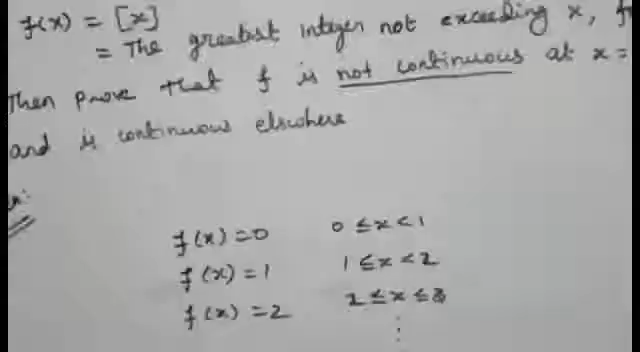 f(x) = [x]
= The greatest integer not exceeding x,
Then prove that f is not continuous at x =
and is continuous elsewhere
f(x) = 0 0 ≤ x < 1
f(x) = 1 1 ≤ x < 2
f(x) = 2 2 ≤ x ≤ 3
⋮